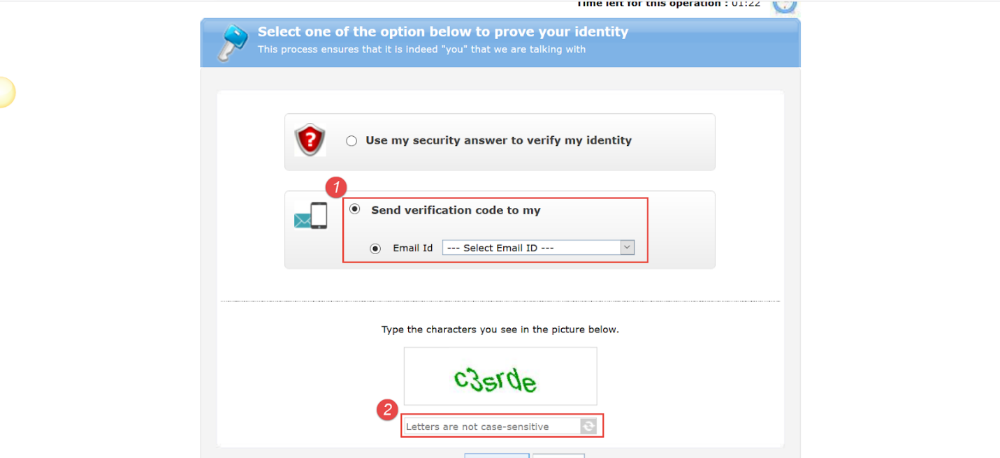 Time left for this operation : 01:22
Select one of the option below to prove your identity
This process ensures that it is indeed "you" that we are talking with
?
Use my security answer to verify my identity
1
Send verification code to my
Email Id --- Select Email ID ---
Type the characters you see in the picture below.
c3srde
2
Letters are not case-sensitive